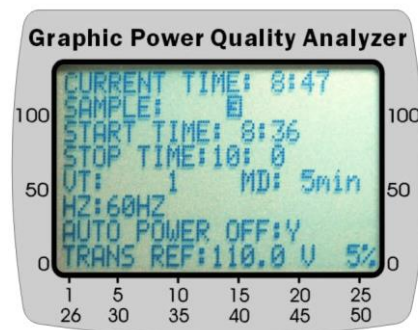 Graphic Power Quality Analyzer
CURRENT TIME: 8:47
100 SAMPLE: 3 100
START TIME: 8:36
STOP TIME:10: 0
50 VT: 1 MD: 5min 50
HZ:60HZ
AUTO POWER OFF:Y
0 TRANS REF:110.0 V 5% 0
1 5 10 15 20 25
26 30 35 40 45 50